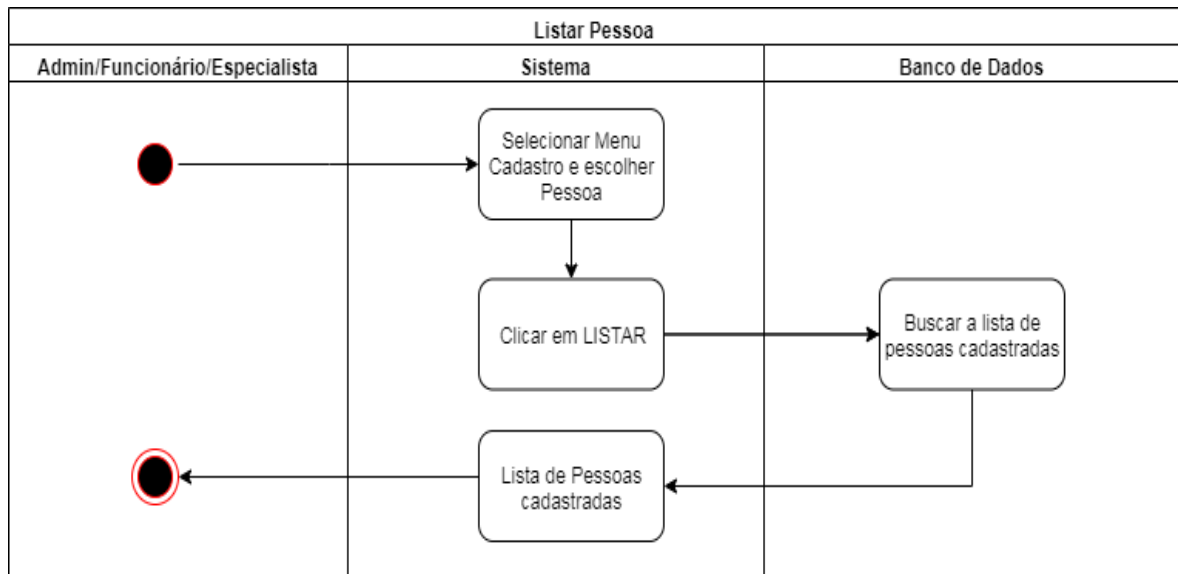 Listar Pessoa
Admin/Funcionário/Especialista
Sistema
Banco de Dados
Selecionar Menu
Cadastro e escolher
Pessoa
Clicar em LISTAR
Buscar a lista de
pessoas cadastradas
Lista de Pessoas
cadastradas